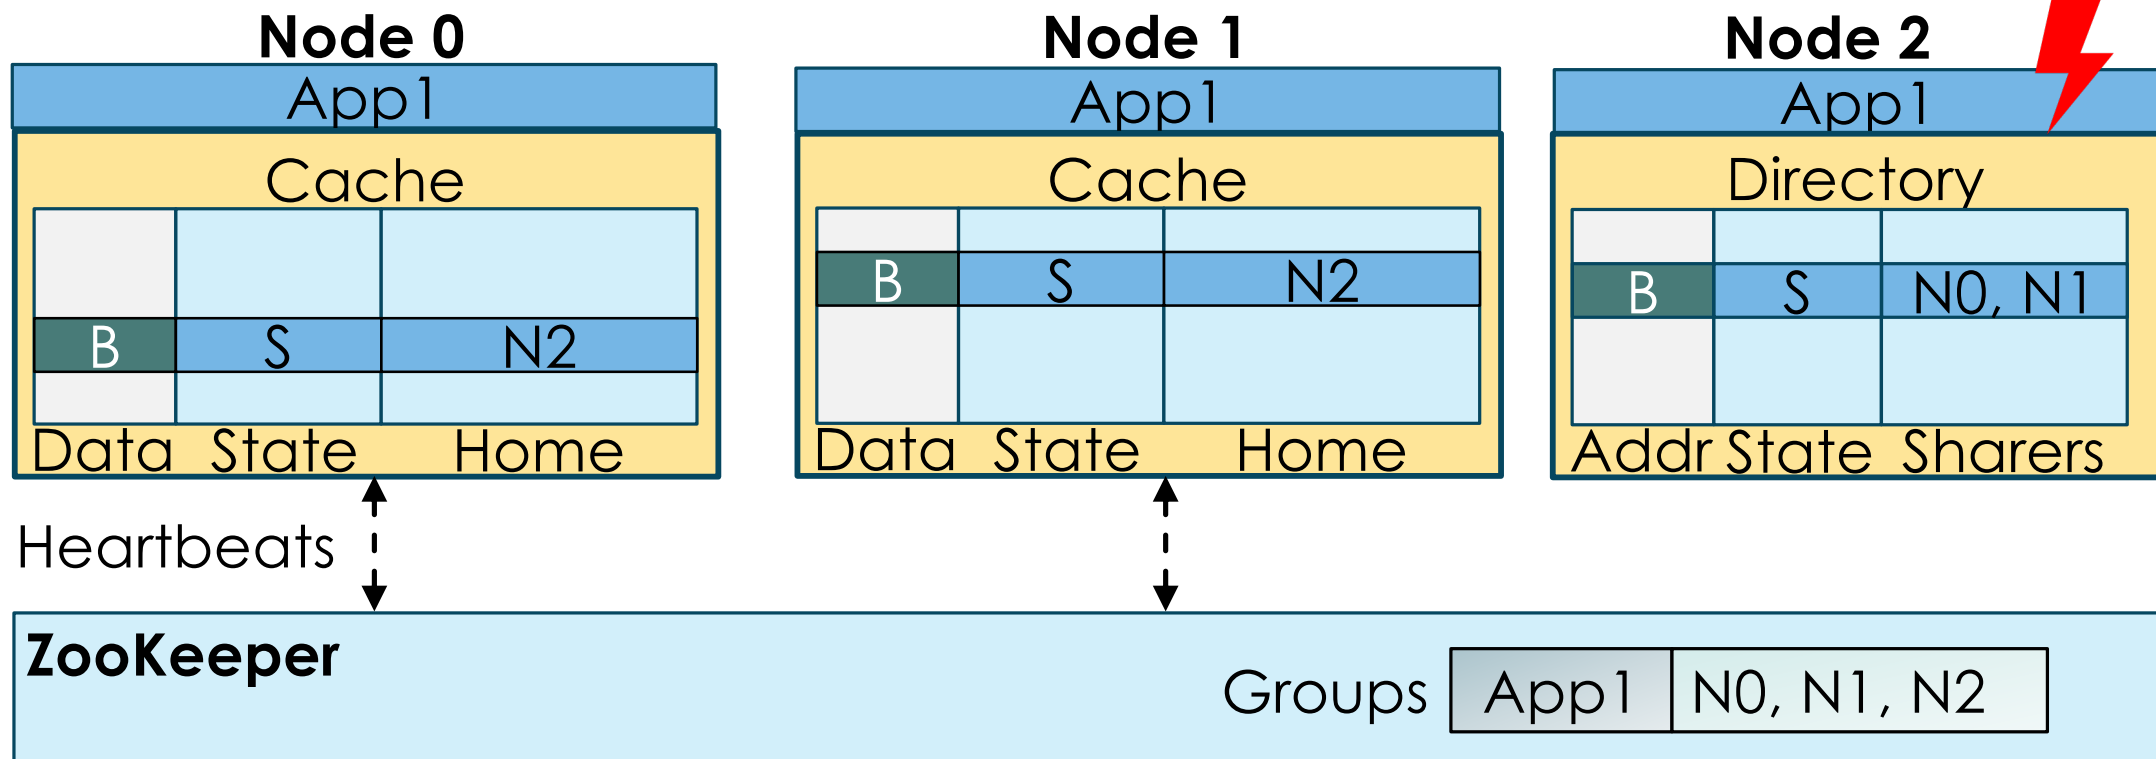 Node 0
App1
Cache
B S N2
Data State Home
Node 1
App1
Cache
B S N2
Data State Home
Node 2
App1
Directory
B S N0, N1
Addr State Sharers
Heartbeats
ZooKeeper
Groups App1 N0, N1, N2